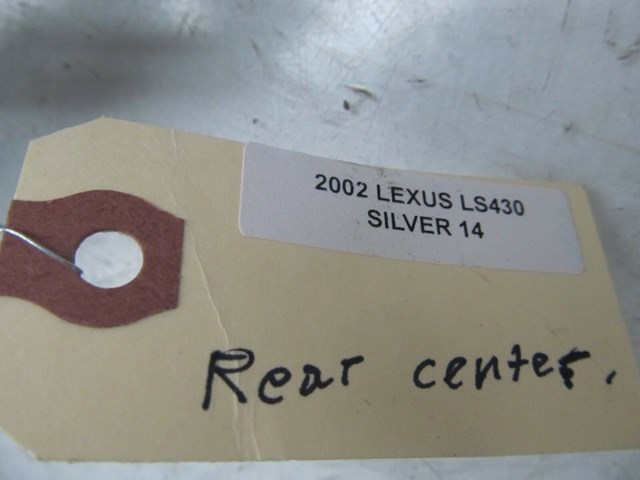 2002 LEXUS LS430
SILVER 14
Rear center.